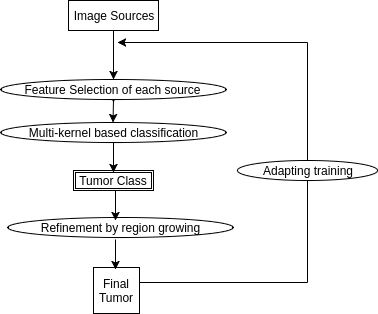 Image Sources
Feature Selection of each source
Multi-kernel based classification
Tumor Class
Adapting training
Refinement by region growing
Final
Tumor